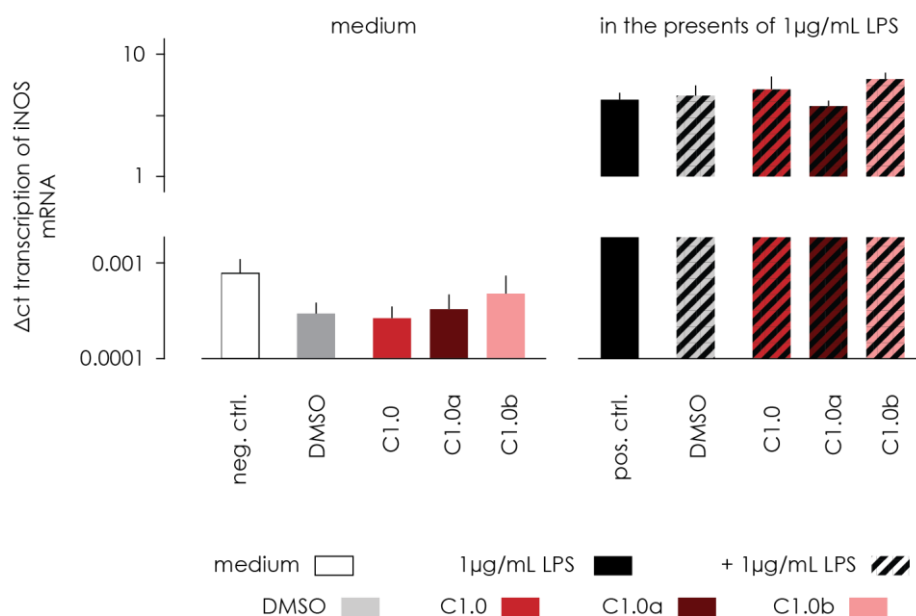 medium
in the presents of 1µg/mL LPS
Δct transcription of iNOS
mRNA
10
1
0.001
0.0001
neg. ctrl.
DMSO
C1.0
C1.0a
C1.0b
pos. ctrl.
DMSO
C1.0
C1.0a
C1.0b
medium
1µg/mL LPS
+ 1µg/mL LPS
DMSO
C1.0
C1.0a
C1.0b